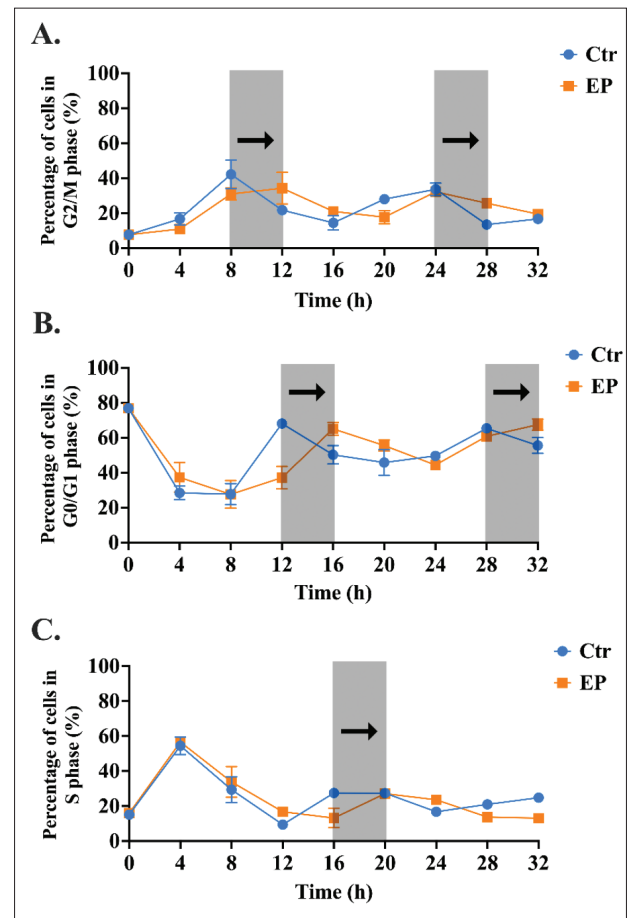 A.
Ctr
EP
Percentage of cells in
G2/M phase (%)
100
80
60
40
20
0
0 4 8 12 16 20 24 28 32
Time (h)
B.
Ctr
EP
Percentage of cells in
G0/G1 phase (%)
100
80
60
40
20
0
0 4 8 12 16 20 24 28 32
Time (h)
C.
Ctr
EP
Percentage of cells in
S phase (%)
100
80
60
40
20
0
0 4 8 12 16 20 24 28 32
Time (h)